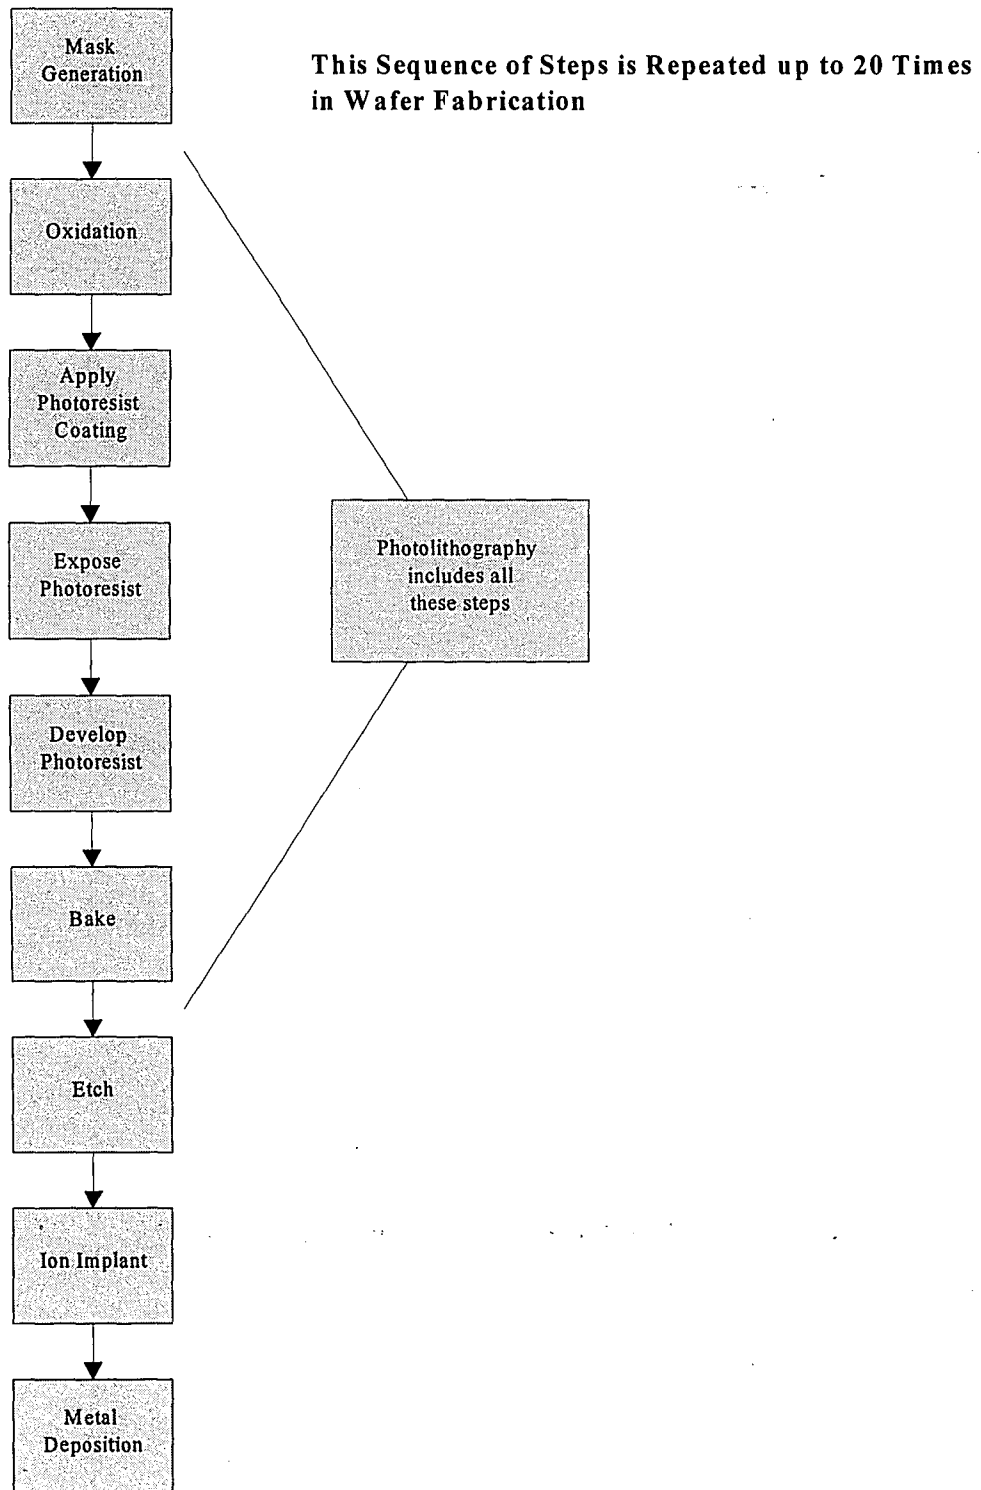 Mask
Generation
This Sequence of Steps is Repeated up to 20 Times
in Wafer Fabrication
Oxidation
Apply
Photoresist
Coating
Expose
Photoresist
Photolithography
includes all
these steps
Develop
Photoresist
Bake
Etch
Ion Implant
Metal
Deposition